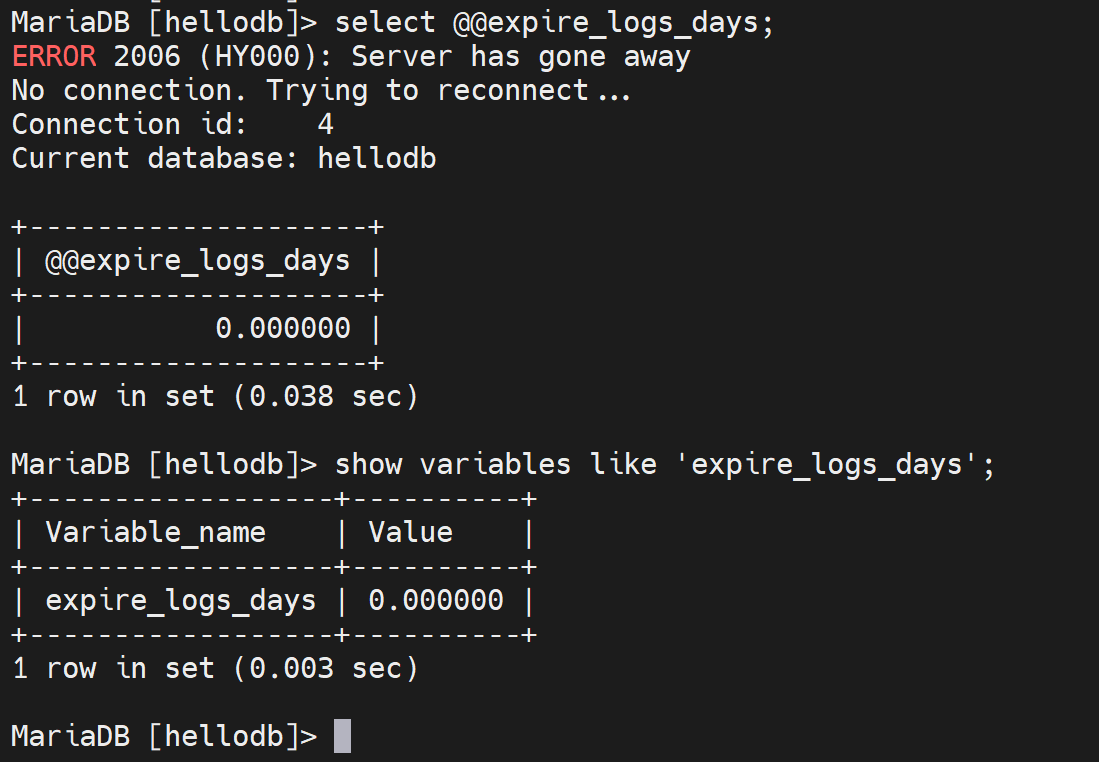 MariaDB [hellodb]> select @@expire_logs_days;
ERROR 2006 (HY000): Server has gone away
No connection. Trying to reconnect...
Connection id:    4
Current database: hellodb

+--------------------+
| @@expire_logs_days |
+--------------------+
|           0.000000 |
+--------------------+
1 row in set (0.038 sec)

MariaDB [hellodb]> show variables like 'expire_logs_days';
+------------------+----------+
| Variable_name    | Value    |
+------------------+----------+
| expire_logs_days | 0.000000 |
+------------------+----------+
1 row in set (0.003 sec)

MariaDB [hellodb]>